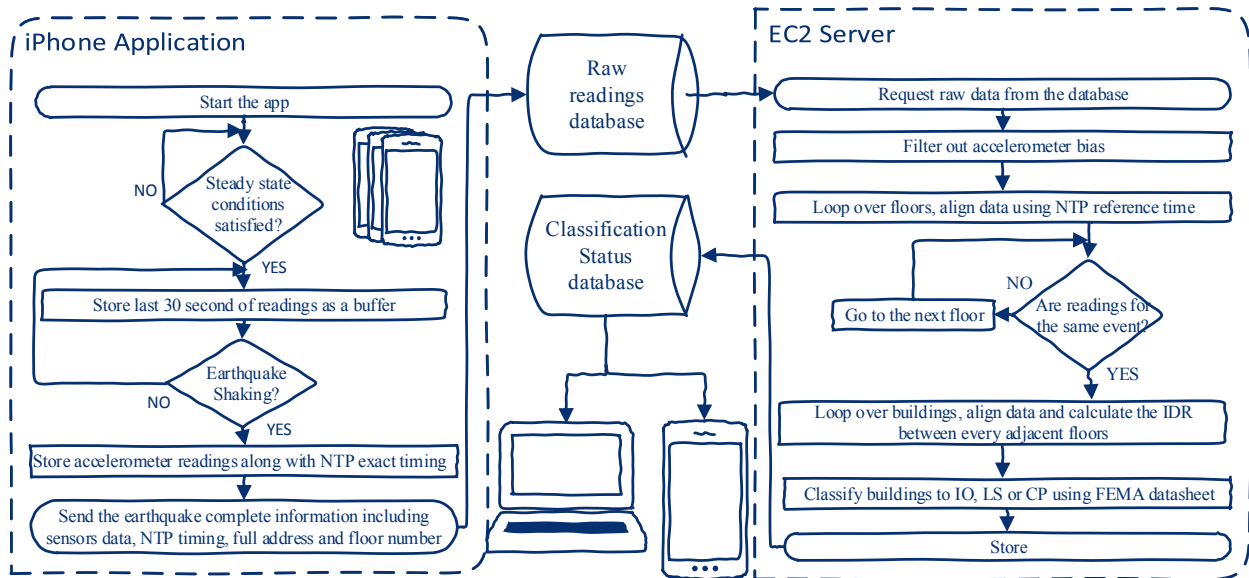 iPhone Application
Start the app
Steady state
conditions
satisfied?
NO
YES
Store last 30 second of readings as a buffer
Earthquake
Shaking?
NO
YES
Store accelerometer readings along with NTP exact timing
Send the earthquake complete information including
sensors data, NTP timing, full address and floor number
Raw
readings
database
Classification
Status
database
EC2 Server
Request raw data from the database
Filter out accelerometer bias
Loop over floors, align data using NTP reference time
NO
Are readings for
the same event?
Go to the next floor
YES
Loop over buildings, align data and calculate the IDR
between every adjacent floors
Classify buildings to IO, LS or CP using FEMA datasheet
Store